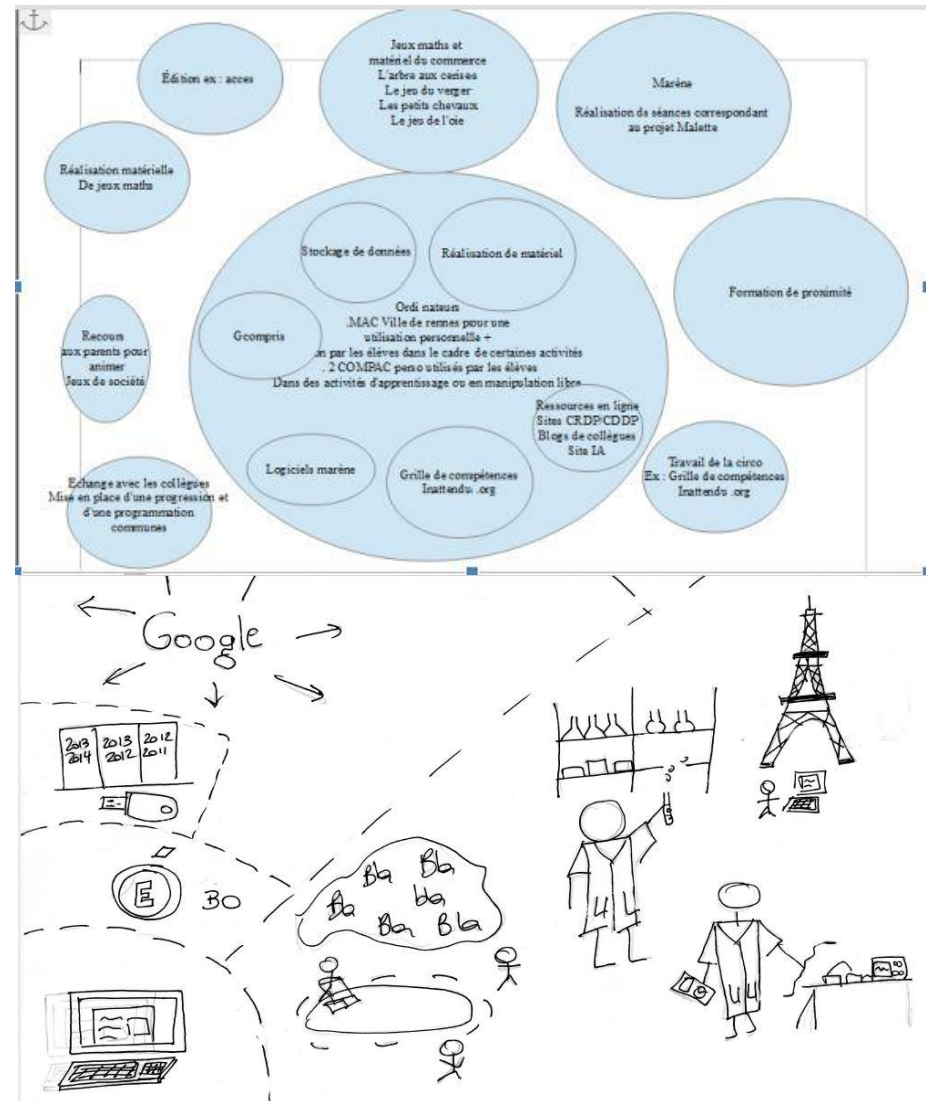 Édition ex : acces
Jeux maths et
matériel du commerce
L'arbre aux cerises
Le jeu du verger
Les petits chevaux
Le jeu de l'oie
Marène
Réalisation ds séances correspondant
au projet Malette
Réalisation matérielle
De jeux maths
Stockage de données
Réalisation de matériel
Formation de proximité
Gcompris
Ordi nateurs
.MAC Ville de rennes pour une
utilisation personnelle +
on par les élèves dans le cadre de certaines activités
. 2 COMPAC perso utilisés par les élèves
Dans des activités d'apprentissage ou en manipulation libre
Recours
aux parents pour
animer
Jeux de société
Ressources en ligne
Sites CRDP/CDDP
Blogs de collègues
Site IA
Logiciels marène
Grille de compétences
Inattendu .org
Travail de la circo
Ex : Grille de compétences
Inattendu .org
Echange avec les collègues
Mise en place d'une progression et
d'une programmation
communes
Google
2013
2014
2013
2012
2012
2011
E
BO
Bla
Bla
Ba
bla
Bla
Bla